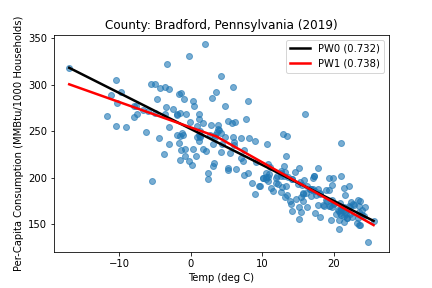 County: Bradford, Pennsylvania (2019)
PW0 (0.732)
PW1 (0.738)
Per-Capita Consumption (MMBtu/1000 Households)
350
300
250
200
150
−10
0
10
20
Temp (deg C)